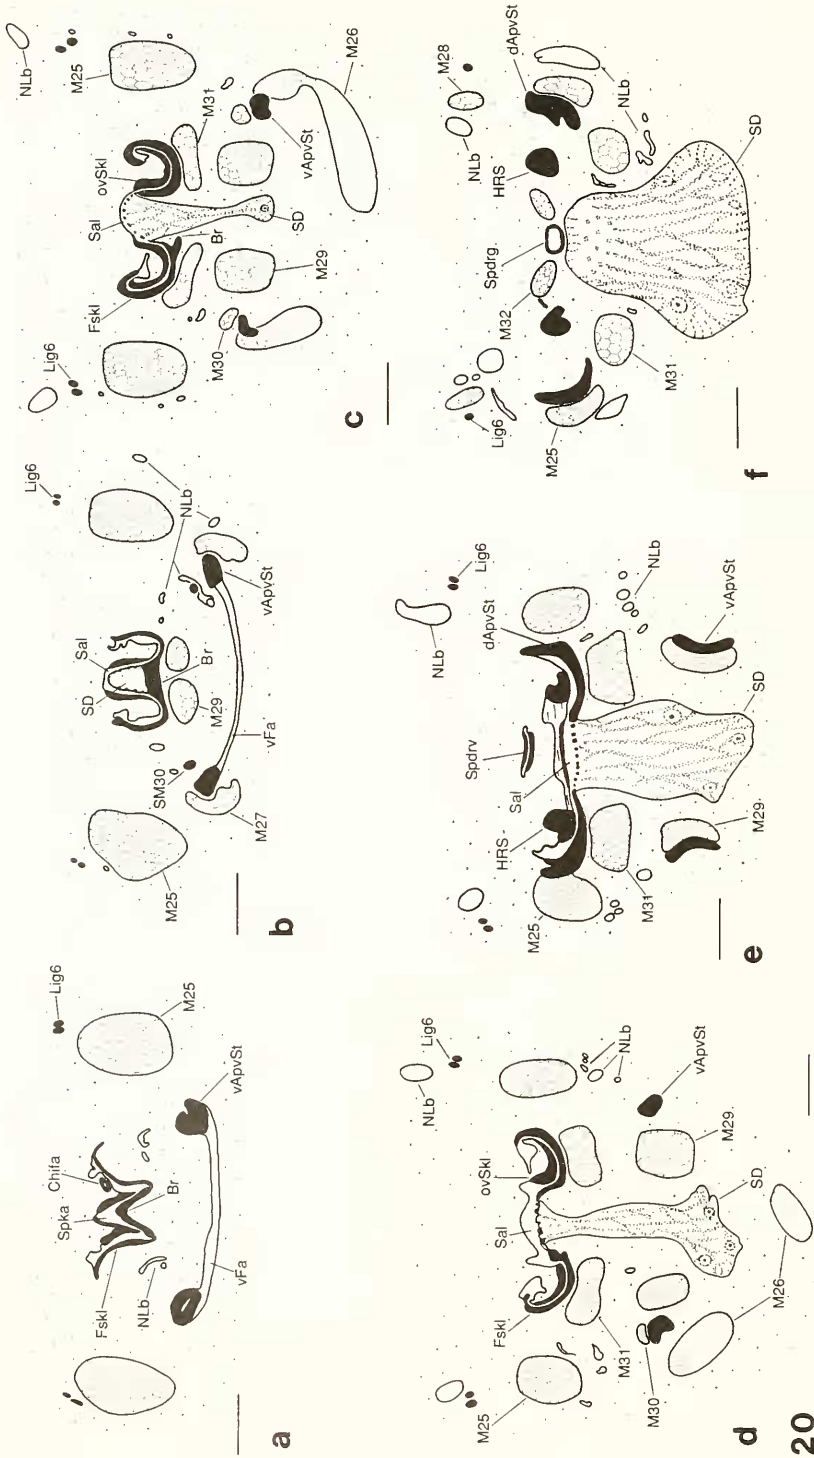 Spka
Chifa
Lig6
M25
Fskl
NLb
Br
vFa
vApvSt
a
Lig6
SD
Sal
NLb
M25
SM30
M29
Br
M27
vFa
vApvSt
b
NLb
Lig6
M25
Fskl
Sal
ovSkl
M31
Br
M30
M29
SD
vApvSt
M26
c
NLb
Lig6
M25
Fskl
Sal
ovSkl
NLb
M31
M30
M29
vApvSt
SD
M26
d
20
NLb
Lig6
Spdrv
dApvSt
Sal
HRS
M25
NLb
M31
M29
vApvSt
SD
e
M28
NLb
dApvSt
HRS
NLb
Spdrg
M32
Lig6
M25
M31
SD
f